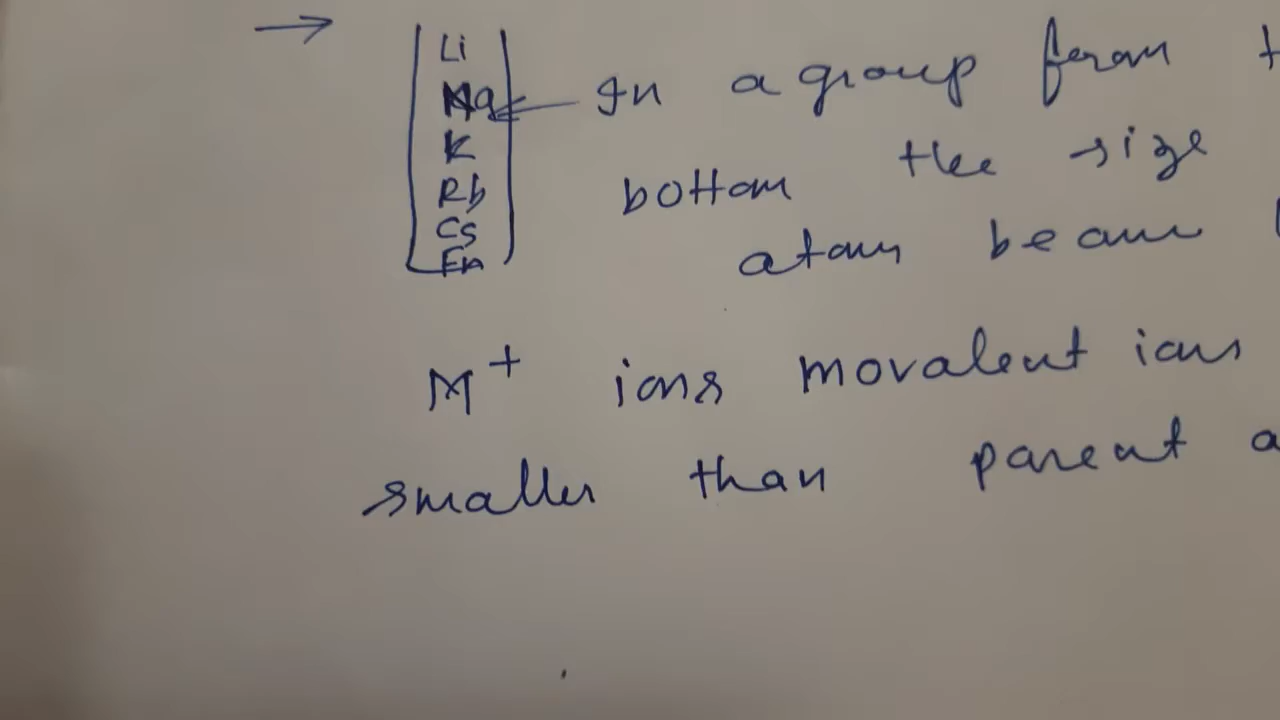 → Li
Na In a group from t
K
Rb bottom the size
Cs atom
Fr
M+ ions movalent ions
smaller than parent a